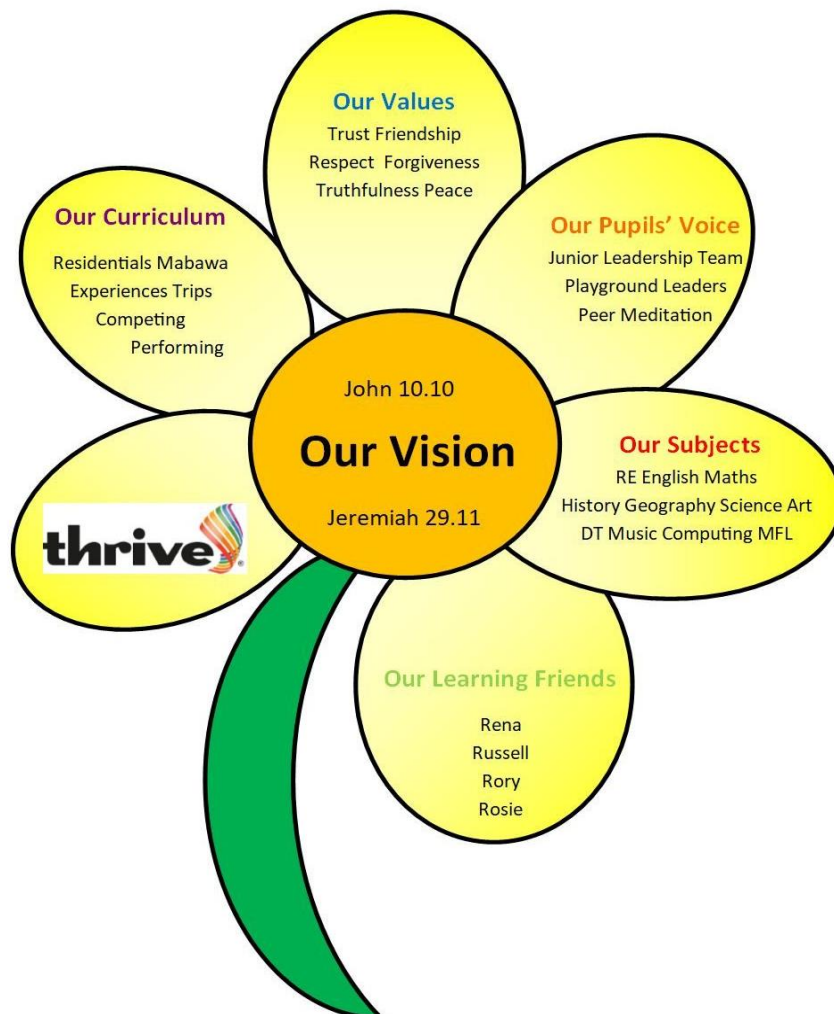 Our Values
Trust Friendship
Respect Forgiveness
Truthfulness Peace
Our Curriculum
Residentials Mabawa
Experiences Trips
Competing
Performing
Our Pupils' Voice
Junior Leadership Team
Playground Leaders
Peer Meditation
John 10.10
Our Vision
Jeremiah 29.11
Our Subjects
RE English Maths
History Geography Science Art
DT Music Computing MFL
thrive®
Our Learning Friends
Rena
Russell
Rory
Rosie